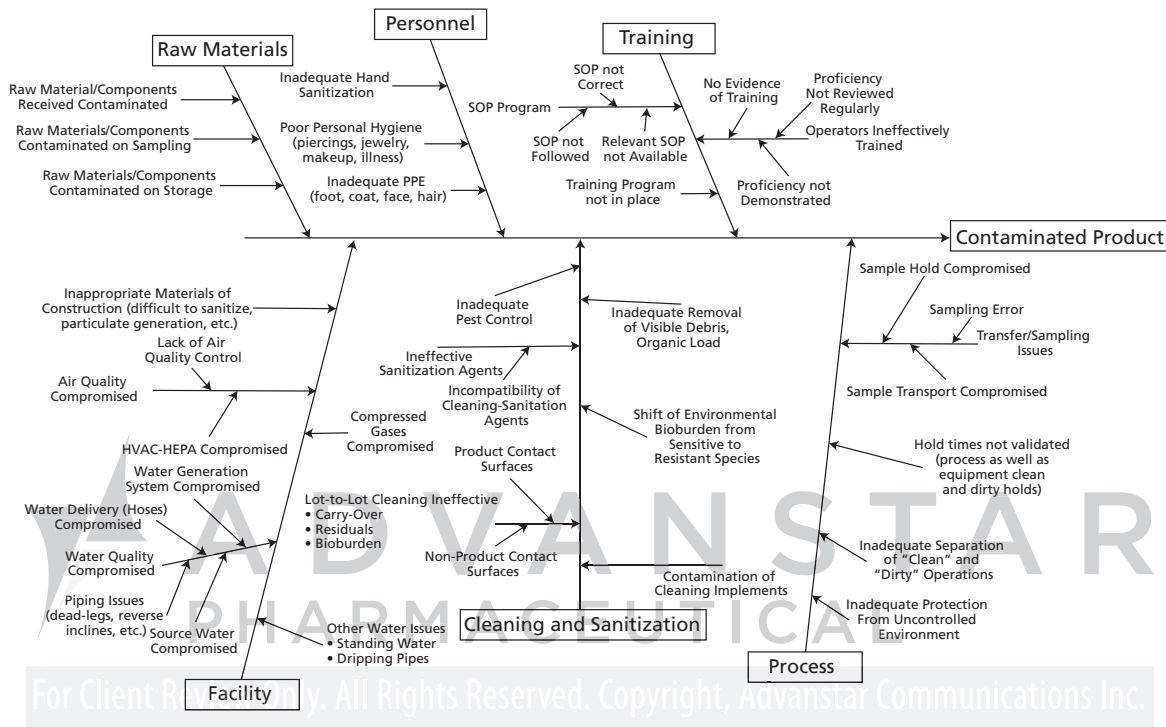 Raw Materials
Raw Material/Components
Received Contaminated
Raw Materials/Components
Contaminated on Sampling
Raw Materials/Components
Contaminated on Storage
Personnel
Inadequate Hand
Sanitization
Poor Personal Hygiene
(piercings, jewelry,
makeup, illness)
Inadequate PPE
(foot, coat, face, hair)
Training
SOP not
Correct
SOP Program
SOP not
Followed
Relevant SOP
not Available
No Evidence
of Training
Proficiency
Not Reviewed
Regularly
Operators Ineffectively
Trained
Training Program
not in place
Proficiency not
Demonstrated
Contaminated Product
Inappropriate Materials of
Construction (difficult to sanitize,
particulate generation, etc.)
Lack of Air
Quality Control
Air Quality
Compromised
HVAC-HEPA Compromised
Compressed
Gases
Compromised
Water Generation
System Compromised
Water Delivery (Hoses)
Compromised
Water Quality
Compromised
Piping Issues
(dead-legs, reverse
inclines, etc.)
Source Water
Compromised
Other Water Issues
• Standing Water
• Dripping Pipes
Facility
Inadequate
Pest Control
Inadequate Removal
of Visible Debris,
Organic Load
Ineffective
Sanitization Agents
Incompatibility of
Cleaning-Sanitation
Agents
Shift of Environmental
Bioburden from
Sensitive to
Resistant Species
Product Contact
Surfaces
Lot-to-Lot Cleaning Ineffective
• Carry-Over
• Residuals
• Bioburden
Non-Product Contact
Surfaces
Contamination of
Cleaning Implements
Cleaning and Sanitization
Sample Hold Compromised
Sampling Error
Transfer/Sampling
Issues
Sample Transport Compromised
Hold times not validated
(process as well as
equipment clean
and dirty holds)
Inadequate Separation
of “Clean” and
“Dirty” Operations
Inadequate Protection
From Uncontrolled
Environment
Process
ADVANSTAR
PHARMACEUTICAL
For Client Review Only. All Rights Reserved. Copyright, Advanstar Communications Inc.